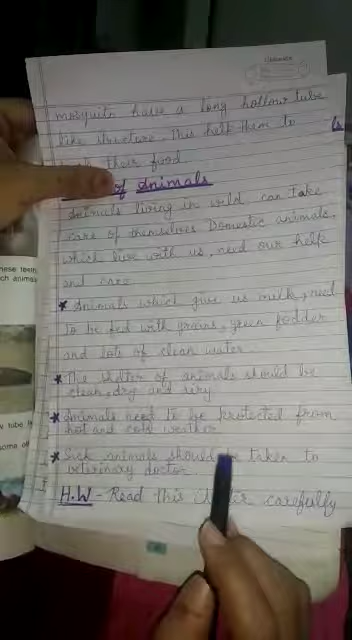 mosquito have a long hollow tube
like structure. This help them to
their food
of Animals
Animals living in wild can take
care of themselves Domestic animals
which live with us, need our help
and care
* Animals which give us milk, need
to be fed with grains, green fodder
and lots of clean water
* The shelter of animals should be
clean, dry and airy
* Animals need to be protected from
hot and cold weather
* Sick animals should be taken to
veterinary doctor
H.W - Read this carefully